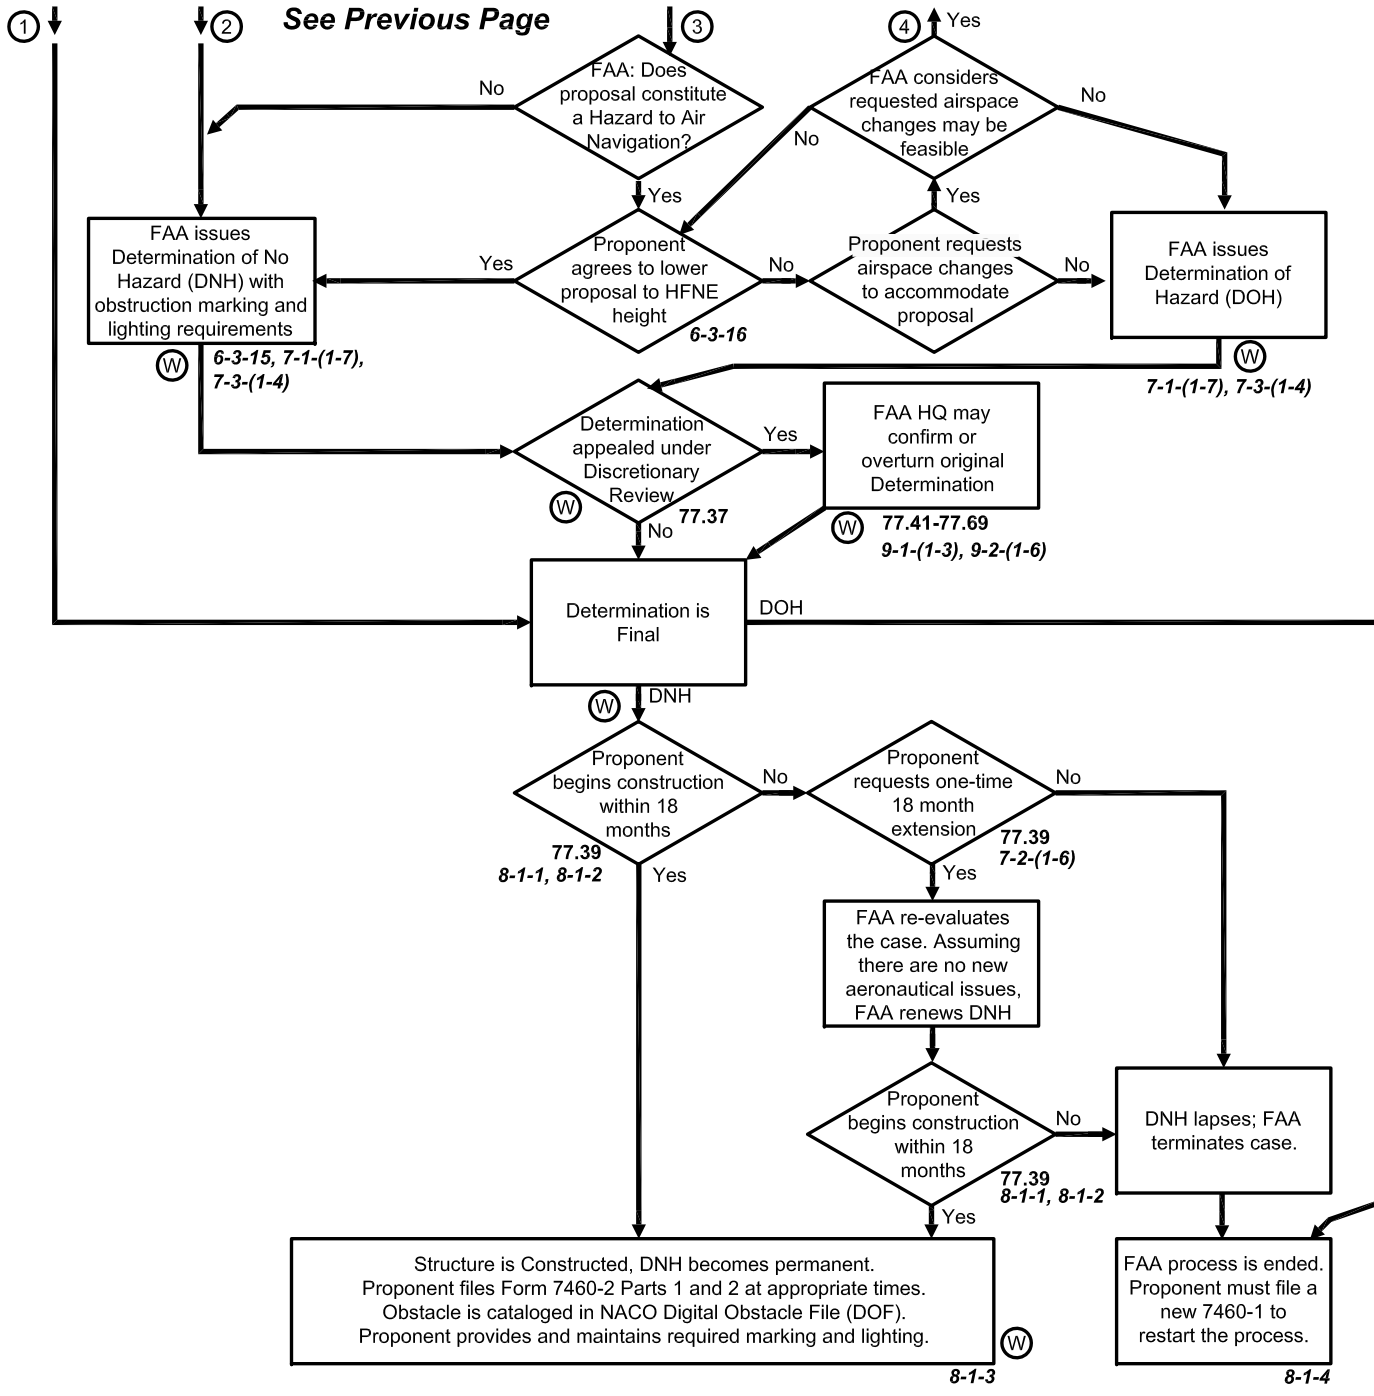 1
2
See Previous Page
3
4
Yes
FAA: Does
proposal constitute
a Hazard to Air
Navigation?
No
Yes
FAA considers
requested airspace
changes may be
feasible
No
No
Yes
FAA issues
Determination of No
Hazard (DNH) with
obstruction marking and
lighting requirements
Yes
Proponent
agrees to lower
proposal to HFNE
height
No
6-3-16
Proponent requests
airspace changes
to accommodate
proposal
No
FAA issues
Determination of
Hazard (DOH)
W
6-3-15, 7-1-(1-7),
7-3-(1-4)
W
7-1-(1-7), 7-3-(1-4)
Determination
appealed under
Discretionary
Review
Yes
W
77.37
No
FAA HQ may
confirm or
overturn original
Determination
W
77.41-77.69
9-1-(1-3), 9-2-(1-6)
Determination is
Final
DOH
W
DNH
Proponent
begins construction
within 18
months
No
77.39
8-1-1, 8-1-2
Yes
Proponent
requests one-time
18 month
extension
No
77.39
7-2-(1-6)
Yes
FAA re-evaluates
the case. Assuming
there are no new
aeronautical issues,
FAA renews DNH
Proponent
begins construction
within 18
months
No
77.39
8-1-1, 8-1-2
Yes
DNH lapses; FAA
terminates case.
Structure is Constructed, DNH becomes permanent.
Proponent files Form 7460-2 Parts 1 and 2 at appropriate times.
Obstacle is cataloged in NACO Digital Obstacle File (DOF).
Proponent provides and maintains required marking and lighting.
W
8-1-3
FAA process is ended.
Proponent must file a
new 7460-1 to
restart the process.
8-1-4